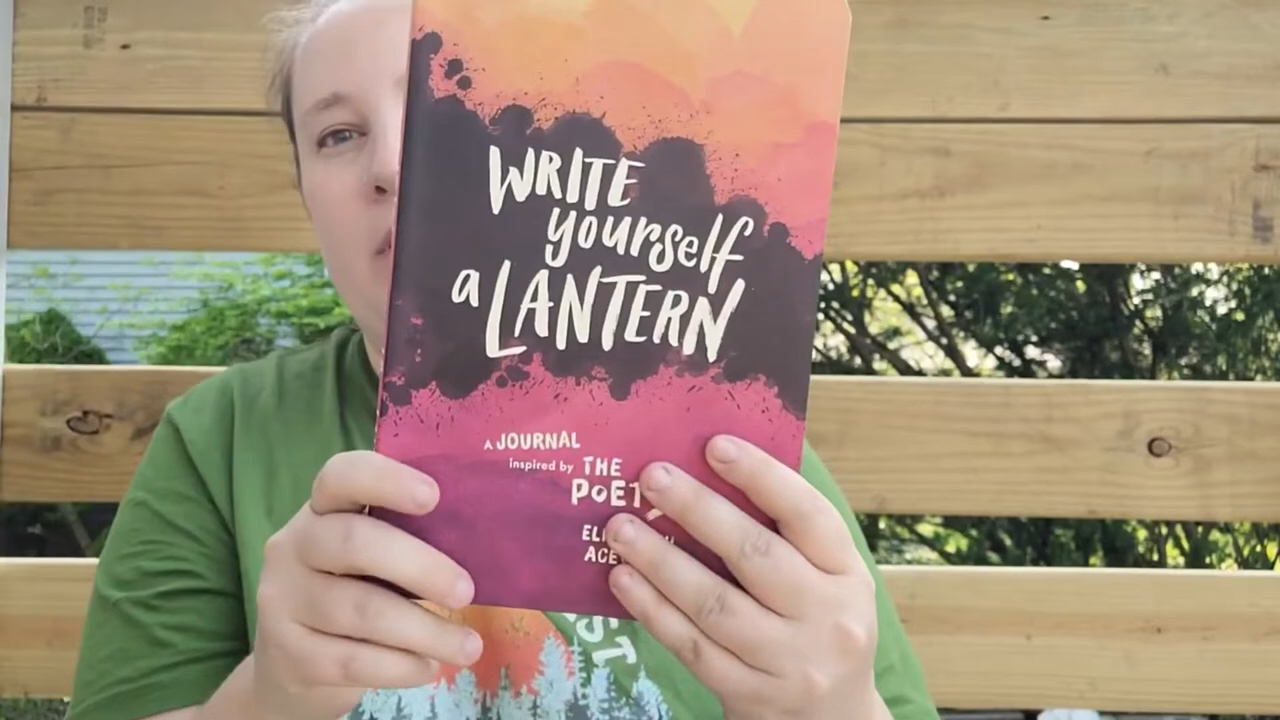 WRITE
yourself
a LANTERN
A JOURNAL
inspired by THE
POET